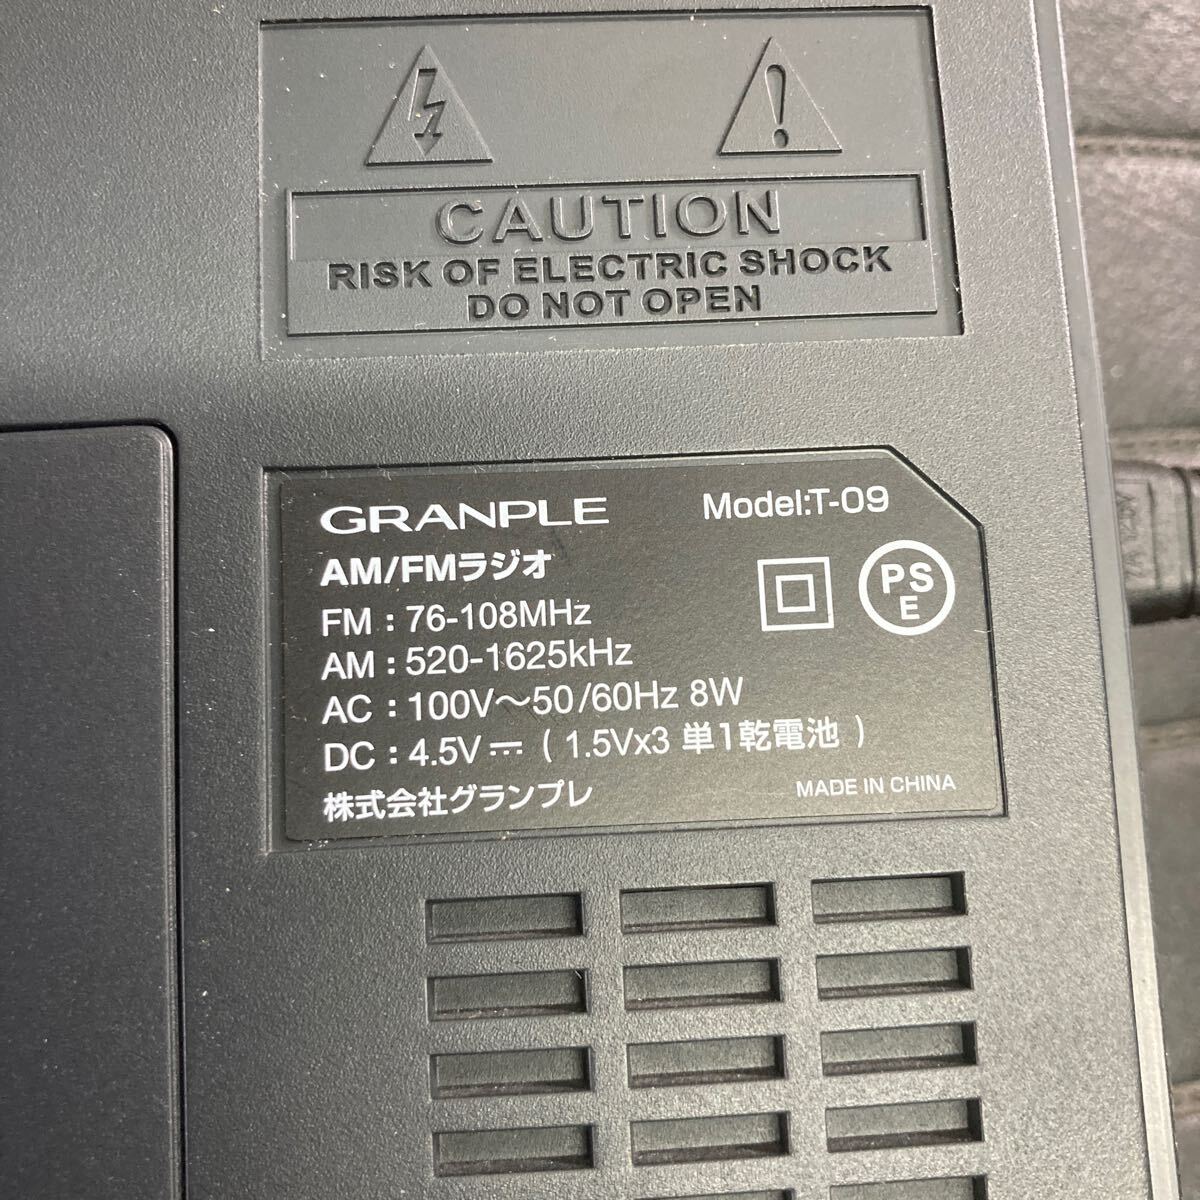 CAUTION
RISK OF ELECTRIC SHOCK
DO NOT OPEN
GRANPLE Model:T-09
AM/FMラジオ
FM : 76-108MHz
AM : 520-1625kHz
AC : 100V～50/60Hz 8W
DC : 4.5V⎓ ( 1.5Vx3 単1乾電池 )
株式会社グランプレ
MADE IN CHINA
PS
E